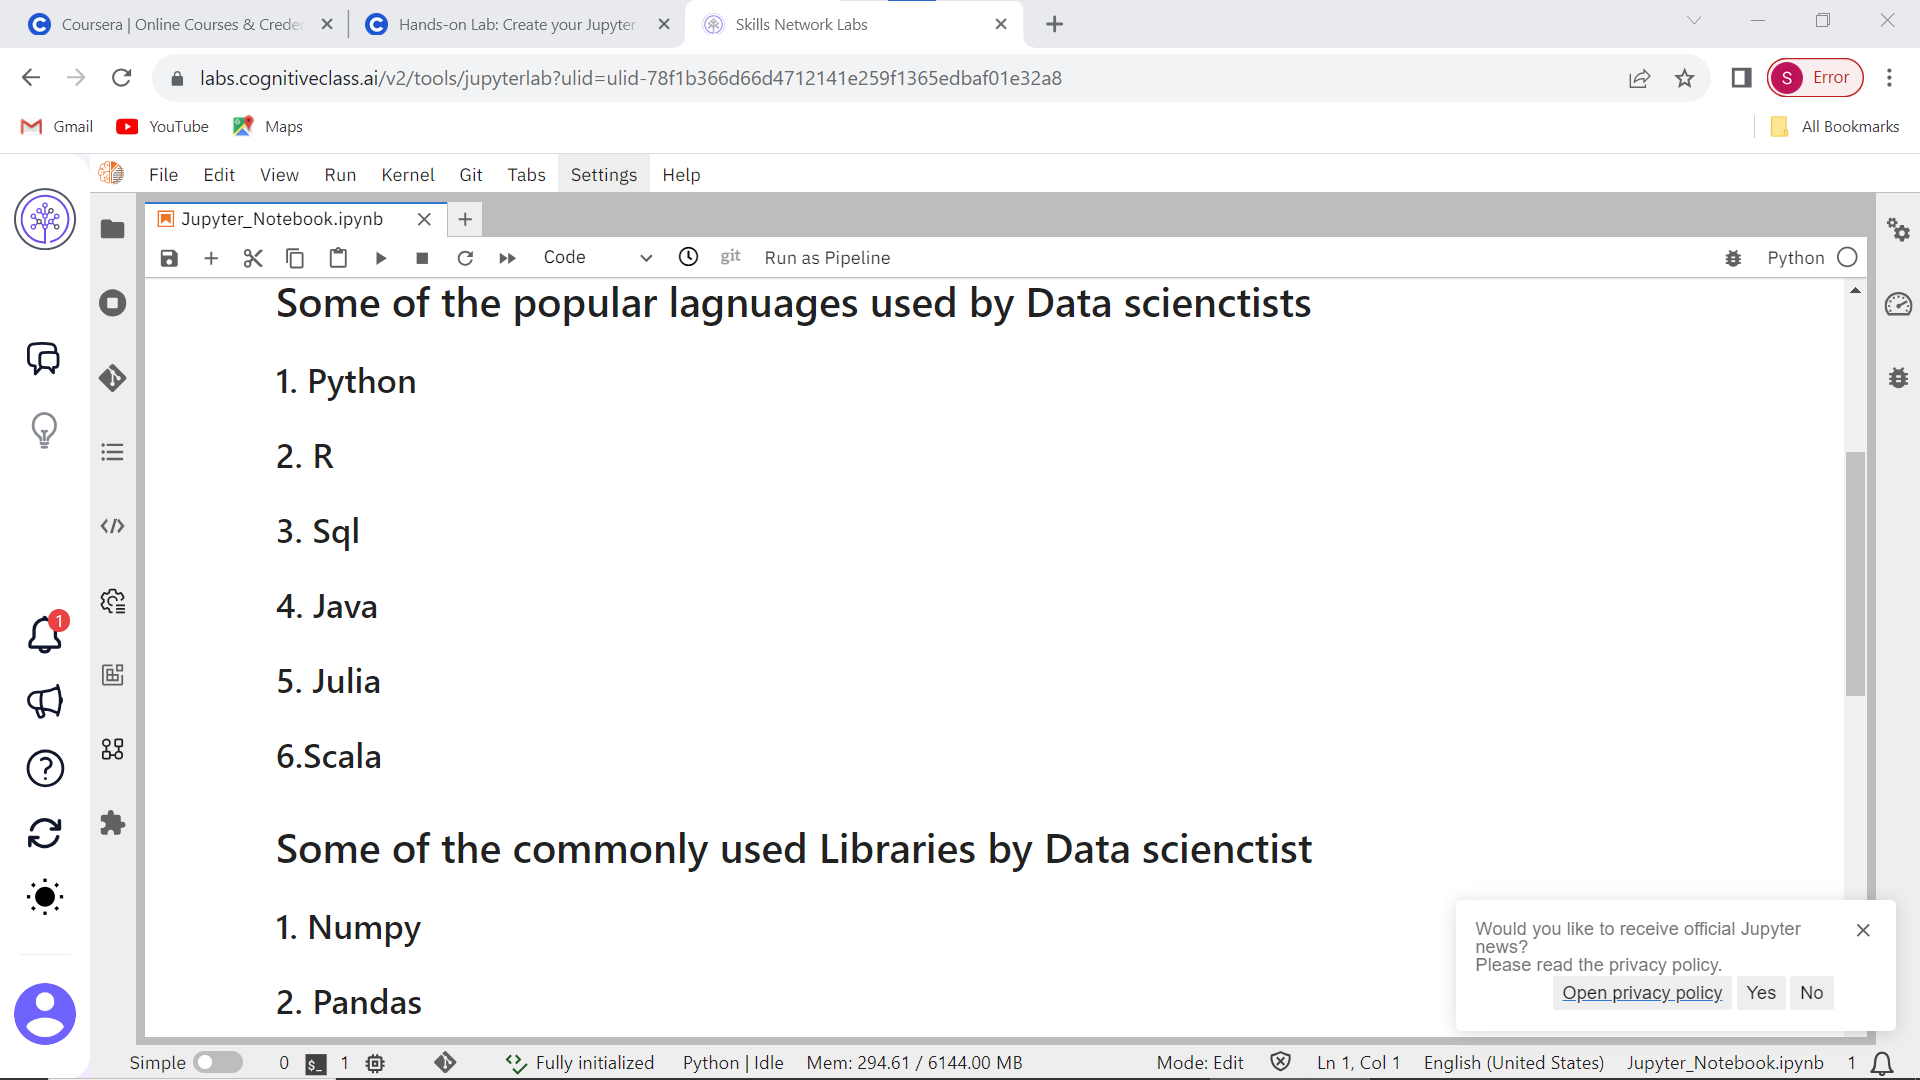 Coursera | Online Courses & Creder
Hands-on Lab: Create your Jupyter
Skills Network Labs
labs.cognitiveclass.ai/v2/tools/jupyterlab?ulid=ulid-78f1b366d66d4712141e259f1365edbaf01e32a8
S Error
Gmail YouTube Maps All Bookmarks
File Edit View Run Kernel Git Tabs Settings Help
Jupyter_Notebook.ipynb
Code git Run as Pipeline Python
Some of the popular lagnuages used by Data scienctists
1. Python
2. R
3. Sql
4. Java
5. Julia
6.Scala
Some of the commonly used Libraries by Data scienctist
1. Numpy
2. Pandas
1
Would you like to receive official Jupyter
news?
Please read the privacy policy.
Open privacy policy Yes No
Simple 0 $_ 1 Fully initialized Python | Idle Mem: 294.61 / 6144.00 MB Mode: Edit Ln 1, Col 1 English (United States) Jupyter_Notebook.ipynb 1